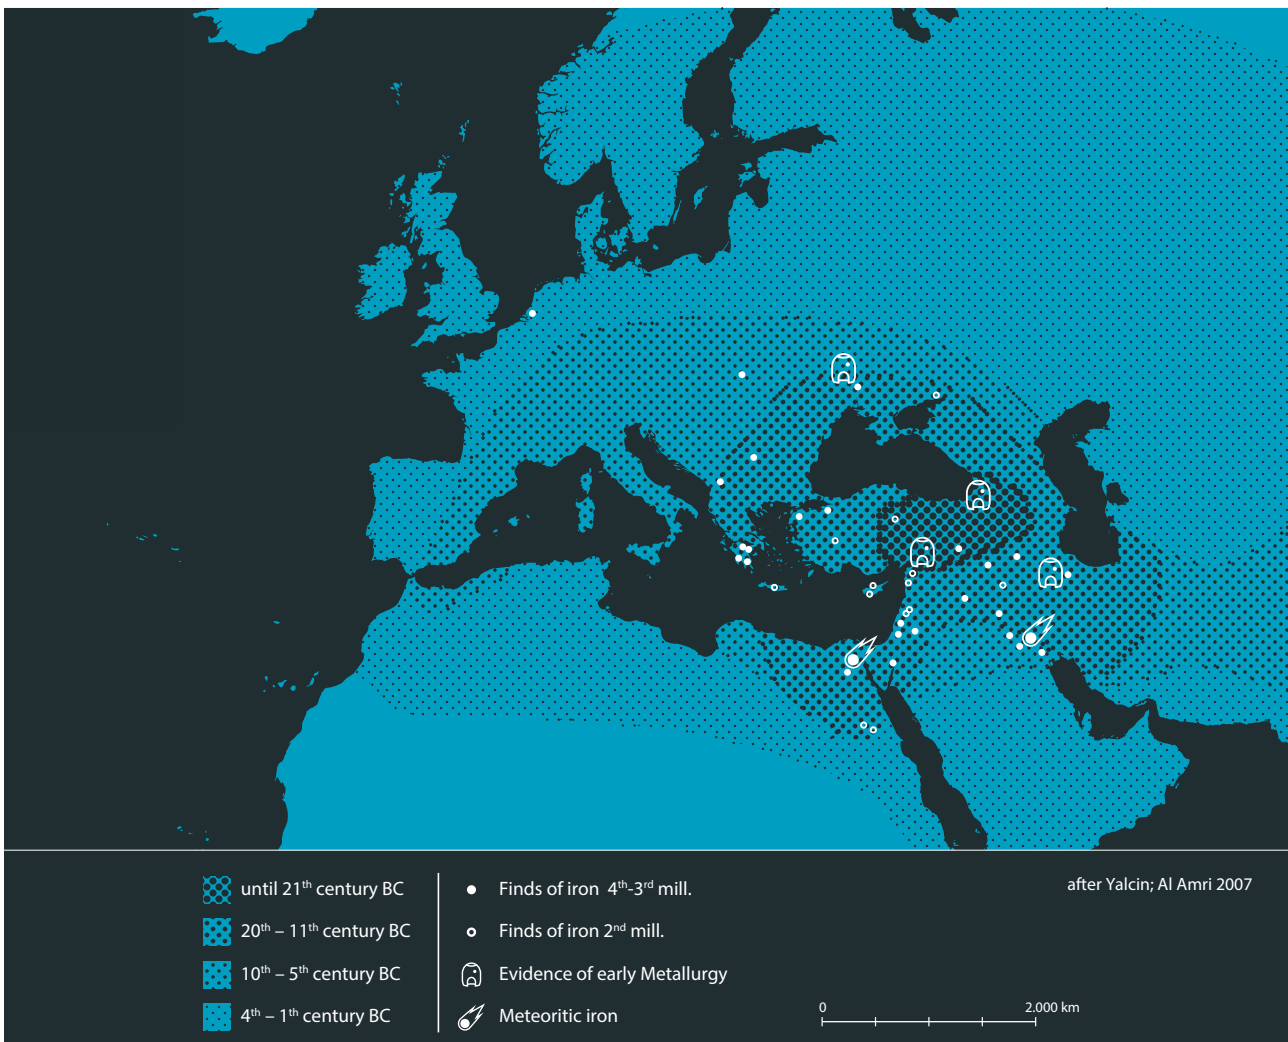 until 21th century BC
20th – 11th century BC
10th – 5th century BC
4th – 1th century BC
Finds of iron 4th-3rd mill.
Finds of iron 2nd mill.
Evidence of early Metallurgy
Meteoritic iron
after Yalcin; Al Amri 2007
0 2.000 km